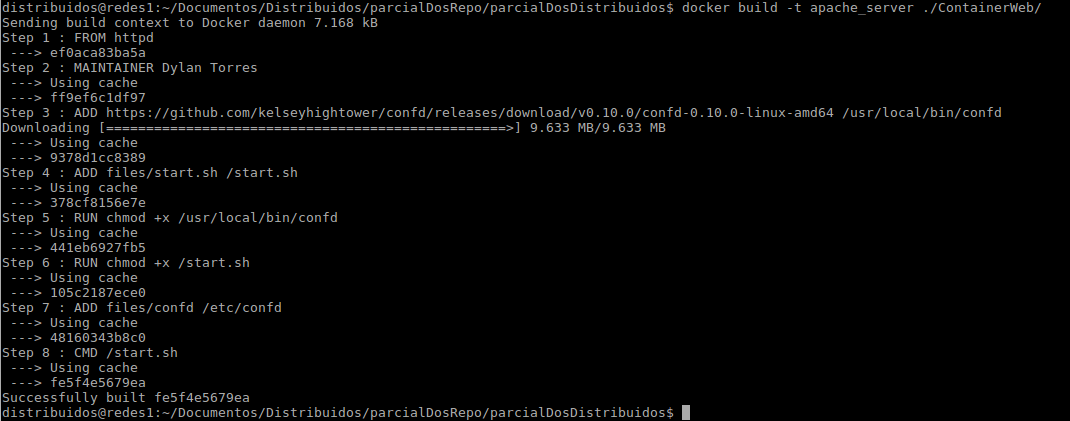 distribuidos@redes1:~/Documentos/Distribuidos/parcialDosRepo/parcialDosDistribuidos$ docker build -t apache_server ./ContainerWeb/
Sending build context to Docker daemon 7.168 kB
Step 1 : FROM httpd
 ---> ef0aca83ba5a
Step 2 : MAINTAINER Dylan Torres
 ---> Using cache
 ---> ff9ef6c1df97
Step 3 : ADD https://github.com/kelseyhightower/confd/releases/download/v0.10.0/confd-0.10.0-linux-amd64 /usr/local/bin/confd
Downloading [==================================================>] 9.633 MB/9.633 MB
 ---> Using cache
 ---> 9378d1cc8389
Step 4 : ADD files/start.sh /start.sh
 ---> Using cache
 ---> 378cf8156e7e
Step 5 : RUN chmod +x /usr/local/bin/confd
 ---> Using cache
 ---> 441eb6927fb5
Step 6 : RUN chmod +x /start.sh
 ---> Using cache
 ---> 105c2187ece0
Step 7 : ADD files/confd /etc/confd
 ---> Using cache
 ---> 48160343b8c0
Step 8 : CMD /start.sh
 ---> Using cache
 ---> fe5f4e5679ea
Successfully built fe5f4e5679ea
distribuidos@redes1:~/Documentos/Distribuidos/parcialDosRepo/parcialDosDistribuidos$